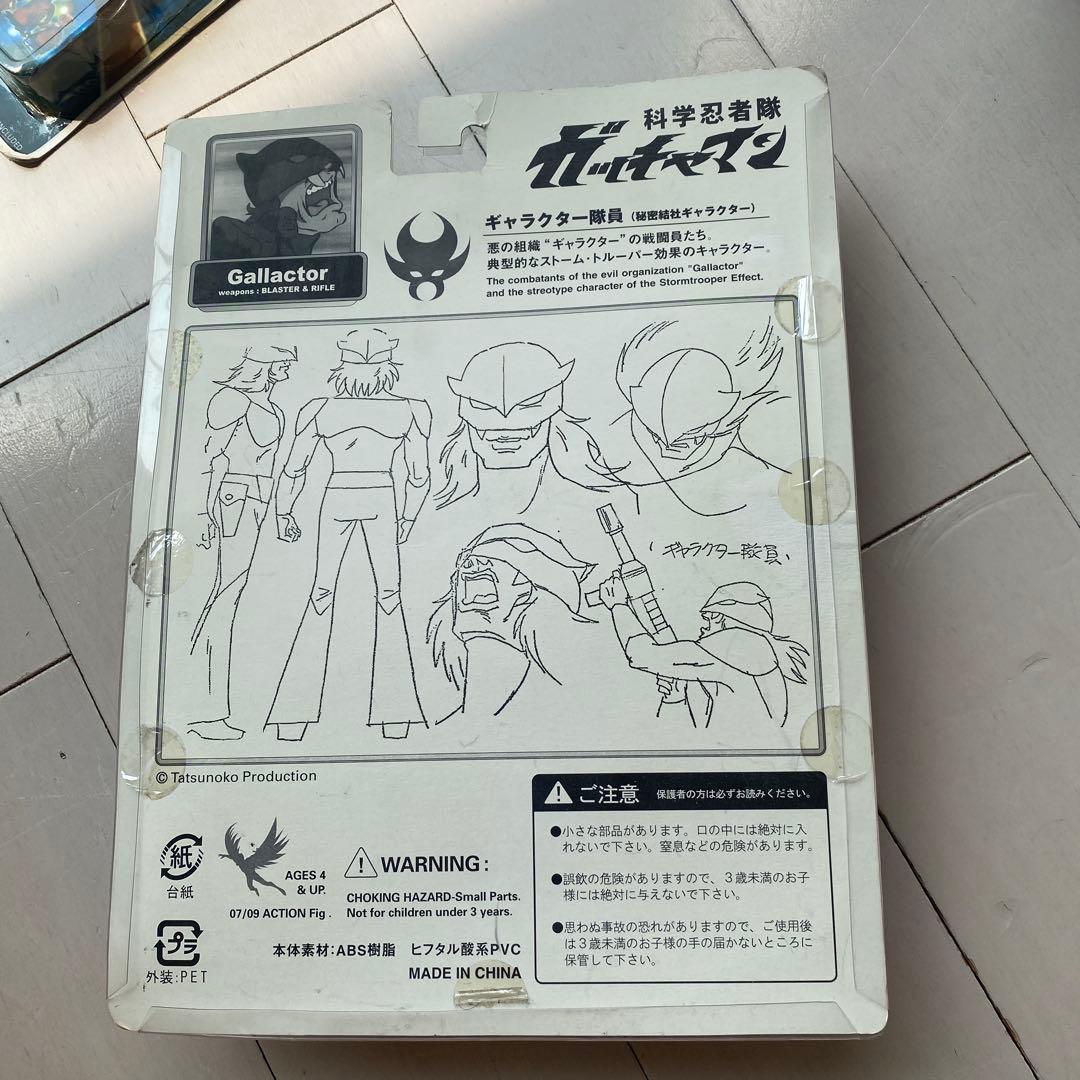 INCLUDED
科学忍者隊
ガッチャマン
Gallactor
weapons : BLASTER & RIFLE
ギャラクター隊員（秘密結社ギャラクター）
悪の組織“ギャラクター”の戦闘員たち。
典型的なストーム・トルーパー効果のキャラクター。
The combatants of the evil organization "Gallactor"
and the streotype character of the Stormtrooper Effect.
ギャラクター隊員
© Tatsunoko Production
紙
台紙
AGES 4
& UP.
07/09 ACTION Fig .
WARNING :
CHOKING HAZARD-Small Parts.
Not for children under 3 years.
プラ
外装:PET
本体素材:ABS樹脂 ヒフタル酸系PVC
MADE IN CHINA
ご注意 保護者の方は必ずお読みください。
●小さな部品があります。口の中には絶対に入
れないで下さい。窒息などの危険があります。
●誤飲の危険がありますので、３歳未満のお子
様には絶対に与えないで下さい。
●思わぬ事故の恐れがありますので、ご使用後
は３歳未満のお子様の手の届かないところに
保管して下さい。